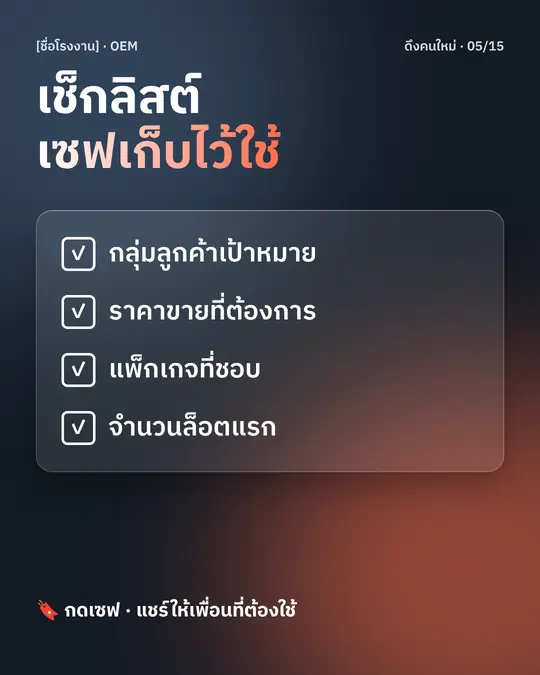 [ชื่อโรงงาน] · OEM
ดึงคนใหม่ · 05/15
เช็กลิสต์
เซฟเก็บไว้ใช้
กลุ่มลูกค้าเป้าหมาย
ราคาขายที่ต้องการ
แพ็กเกจที่ชอบ
จำนวนล็อตแรก
🔖 กดเซฟ · แชร์ให้เพื่อนที่ต้องใช้